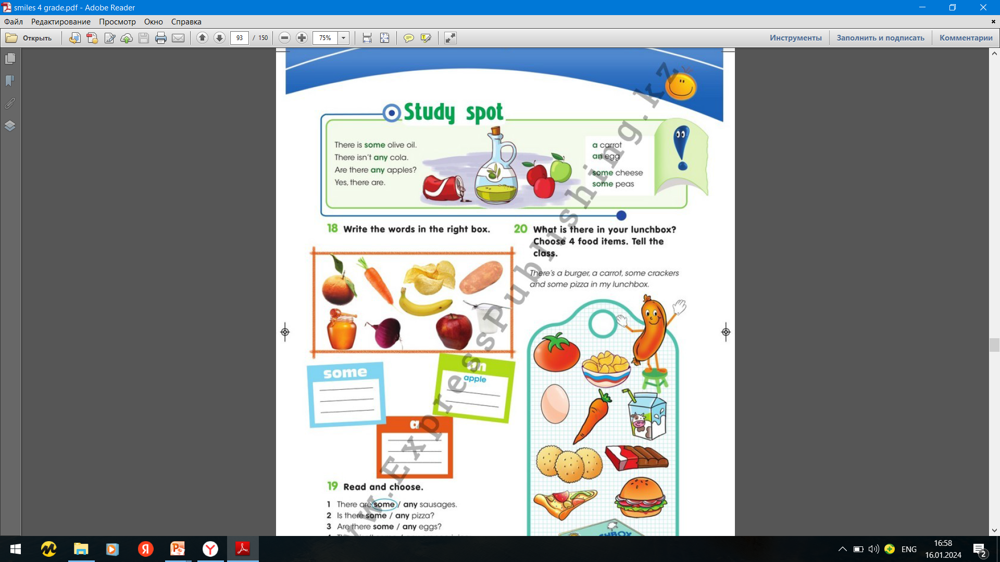 smiles 4 grade.pdf - Adobe Reader
Файл Редактирование Просмотр Окно Справка
Открыть 93 / 150 75% Инструменты Заполнить и подписать Комментарии
Study spot
There is some olive oil.
There isn't any cola.
Are there any apples?
Yes, there are.
a carrot
an egg
some cheese
some peas
18 Write the words in the right box.
some
an
apple
a
19 Read and choose.
1 There are some / any sausages.
2 Is there some / any pizza?
3 Are there some / any eggs?
20 What is there in your lunchbox?
Choose 4 food items. Tell the
class.
There's a burger, a carrot, some crackers
and some pizza in my lunchbox.
w.ExpressPublishing.kz
ENG
16:58
16.01.2024
2